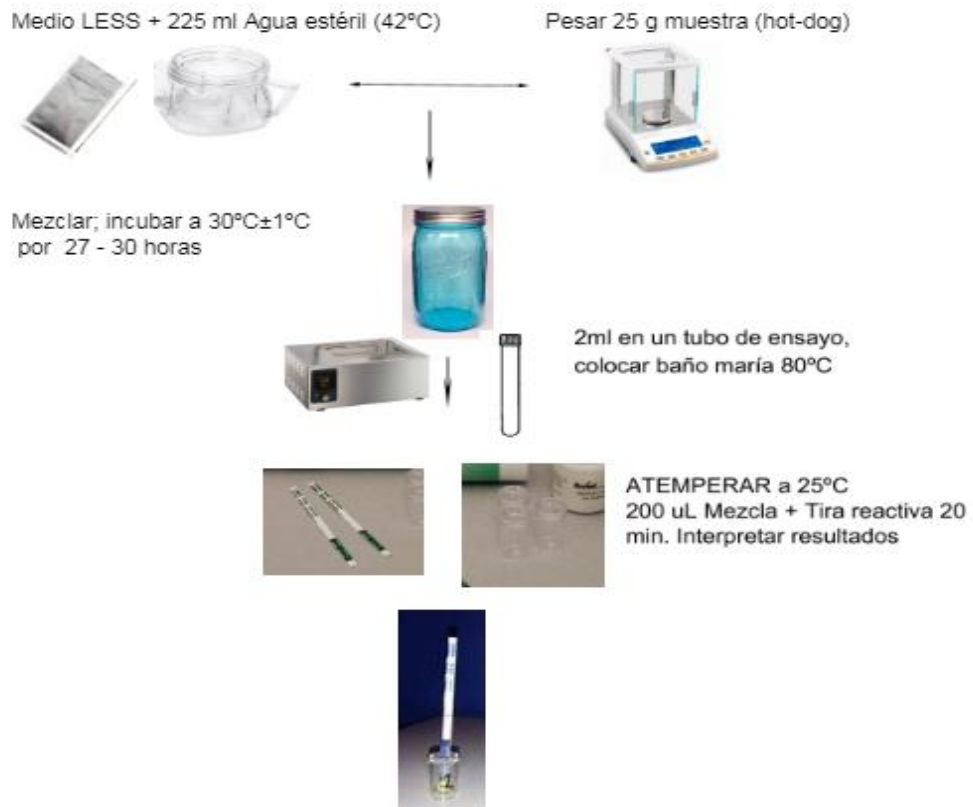 Medio LESS + 225 ml Agua estéril (42ºC)
Pesar 25 g muestra (hot-dog)
Mezclar; incubar a 30ºC±1ºC
por 27 - 30 horas
2ml en un tubo de ensayo,
colocar baño maría 80ºC
ATEMPERAR a 25ºC
200 uL Mezcla + Tira reactiva 20
min. Interpretar resultados